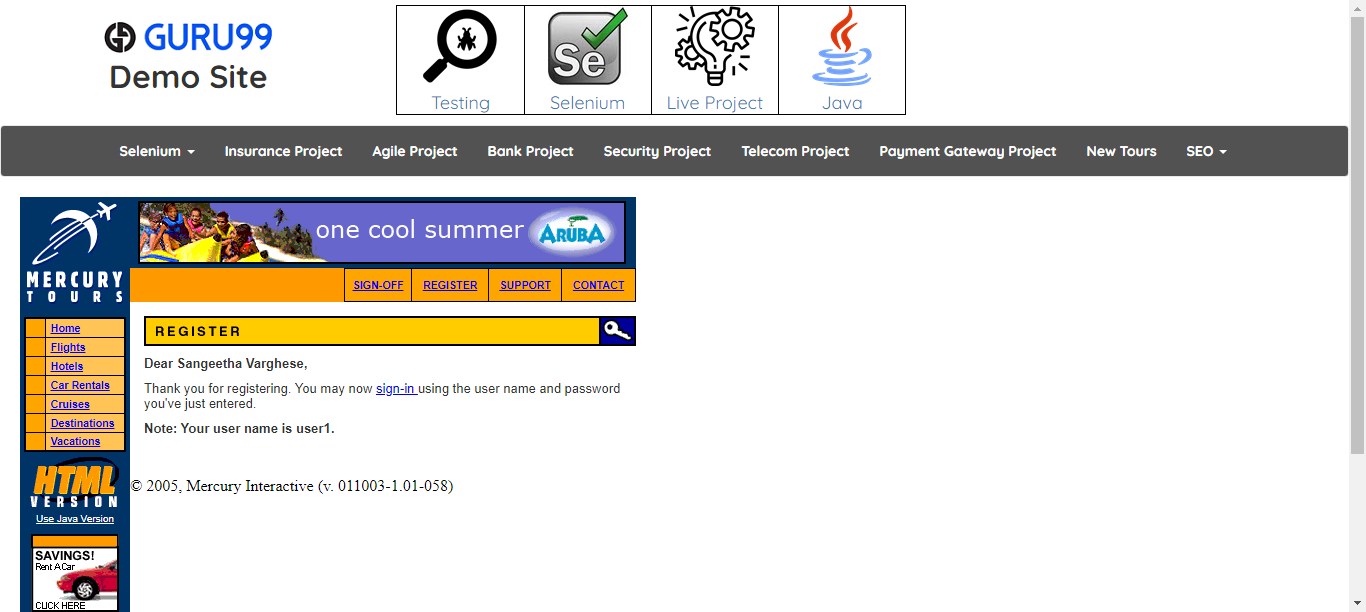 GURU99
Demo Site
Testing
Se
Selenium
Live Project
Java
Selenium
Insurance Project
Agile Project
Bank Project
Security Project
Telecom Project
Payment Gateway Project
New Tours
SEO
MERCURY
TOURS
one cool summer
ARUBA
SIGN-OFF
REGISTER
SUPPORT
CONTACT
Home
Flights
Hotels
Car Rentals
Cruises
Destinations
Vacations
HTML
VERSION
Use Java Version
SAVINGS!
Rent A Car
CLICK HERE
REGISTER
Dear Sangeetha Varghese,
Thank you for registering. You may now sign-in using the user name and password
you've just entered.
Note: Your user name is user1.
© 2005, Mercury Interactive (v. 011003-1.01-058)